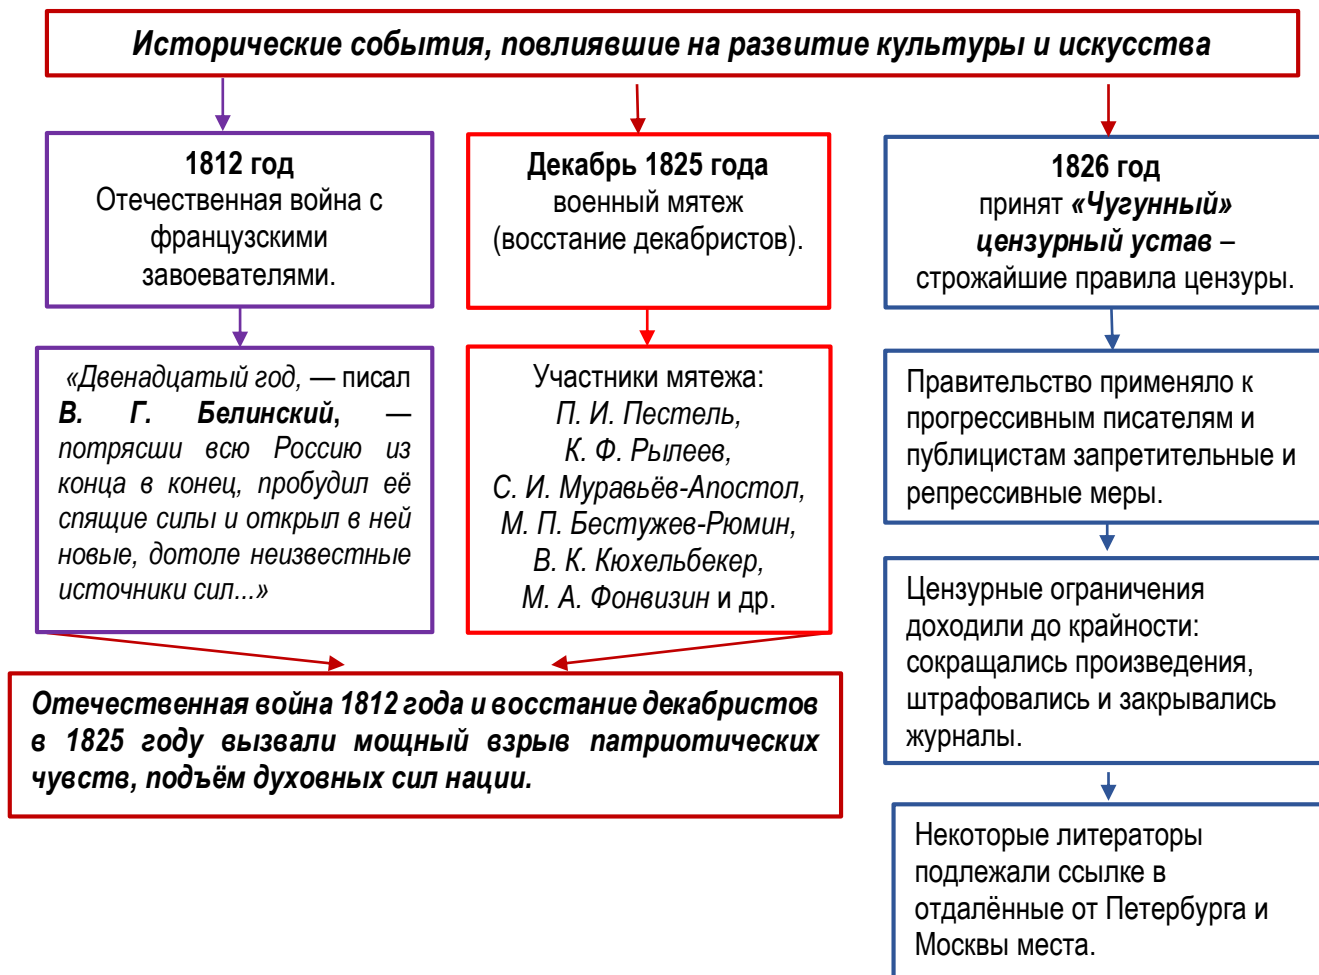 Исторические события, повлиявшие на развитие культуры и искусства
1812 год
Отечественная война с
французскими
завоевателями.
Декабрь 1825 года
военный мятеж
(восстание декабристов).
1826 год
принят «Чугунный»
цензурный устав –
строжайшие правила цензуры.
«Двенадцатый год, — писал
В. Г. Белинский, —
потрясши всю Россию из
конца в конец, пробудил её
спящие силы и открыл в ней
новые, дотоле неизвестные
источники сил...»
Участники мятежа:
П. И. Пестель,
К. Ф. Рылеев,
С. И. Муравьёв-Апостол,
М. П. Бестужев-Рюмин,
В. К. Кюхельбекер,
М. А. Фонвизин и др.
Правительство применяло к
прогрессивным писателям и
публицистам запретительные и
репрессивные меры.
Отечественная война 1812 года и восстание декабристов
в 1825 году вызвали мощный взрыв патриотических
чувств, подъём духовных сил нации.
Цензурные ограничения
доходили до крайности:
сокращались произведения,
штрафовались и закрывались
журналы.
Некоторые литераторы
подлежали ссылке в
отдалённые от Петербурга и
Москвы места.